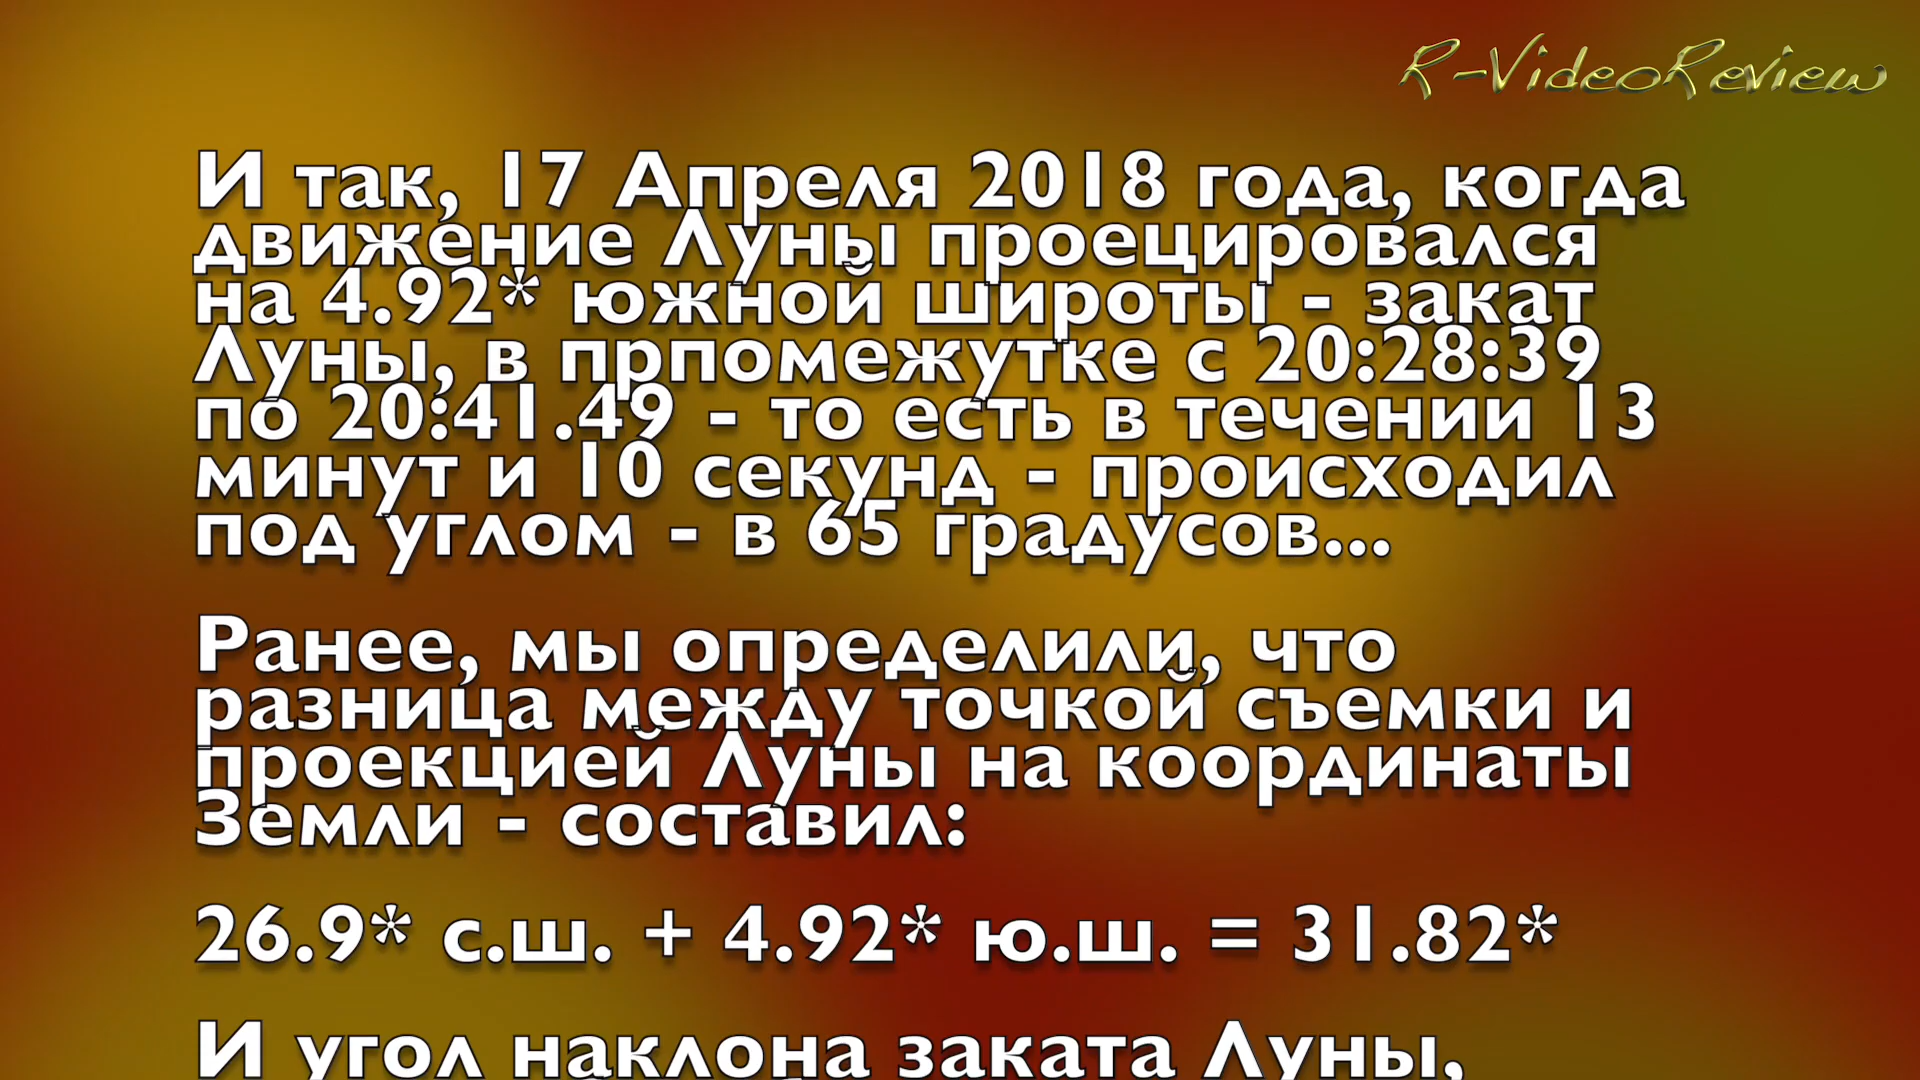 R-VideoReview
И так, 17 Апреля 2018 года, когда
движение Луны проецировался
на 4.92* южной широты - закат
Луны, в прпомежутке с 20:28:39
по 20:41.49 - то есть в течении 13
минут и 10 секунд - происходил
под углом - в 65 градусов...
Ранее, мы определили, что
разница между точкой съемки и
проекцией Луны на координаты
Земли - составил:
26.9* с.ш. + 4.92* ю.ш. = 31.82*
И угол наклона заката Луны,